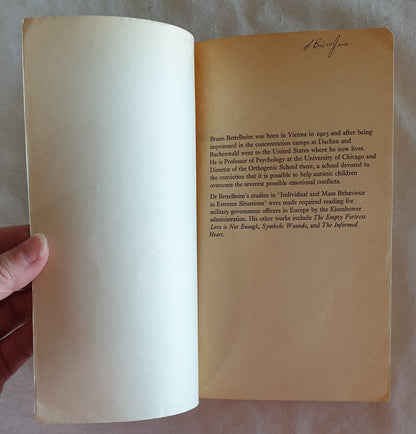 Bruno Bettelheim was born in Vienna in 1903 and after being
imprisoned in the concentration camps at Dachau and
Buchenwald went to the United States where he now lives.
He is Professor of Psychology at the University of Chicago and
Director of the Orthogenic School there, a school devoted to
the conviction that it is possible to help autistic children
overcome the severest possible emotional conflicts.
Dr Bettelheim's studies in 'Individual and Mass Behaviour
in Extreme Situations' were made required reading for
military government officers in Europe by the Eisenhower
administration. His other works include The Empty Fortress
Love is Not Enough, Symbolic Wounds, and The Informed
Heart.